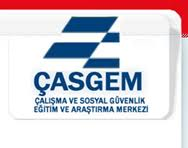 ÇASGEM
ÇALIŞMA VE SOSYAL GÜVENLİK
EĞİTİM VE ARAŞTIRMA MERKEZİ